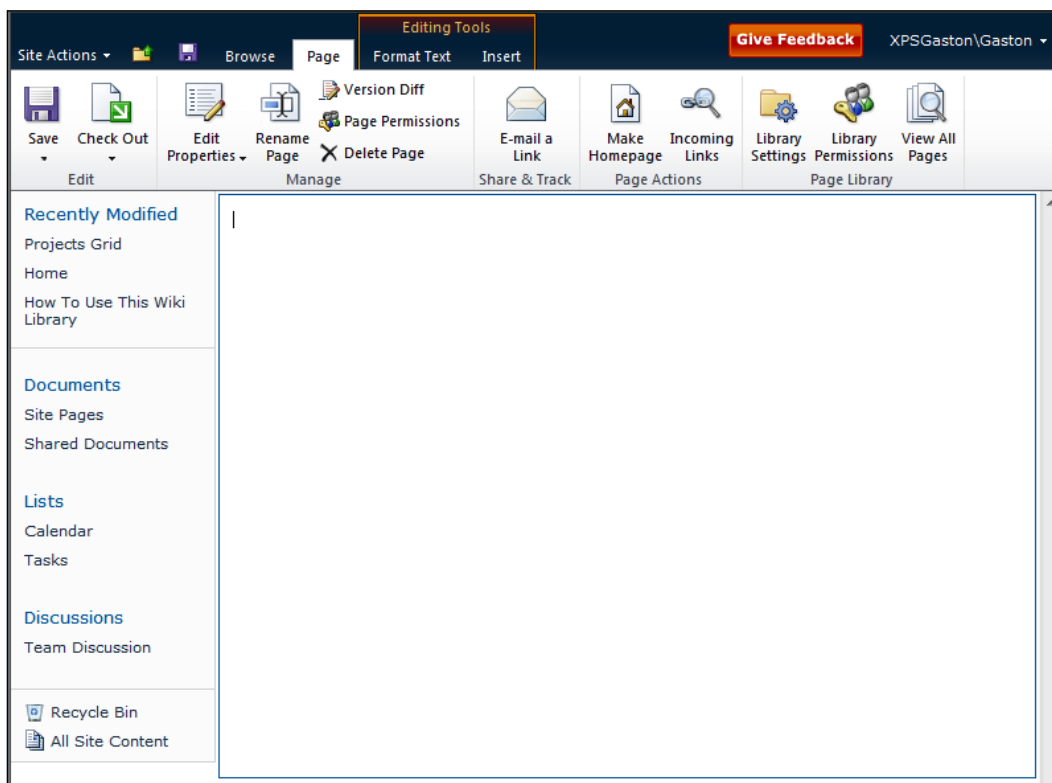 Editing Tools
Give Feedback
XPSGaston\Gaston
Site Actions
Browse
Page
Format Text
Insert
Save
Check Out
Edit Properties
Rename Page
Version Diff
Page Permissions
Delete Page
E-mail a Link
Make Homepage
Incoming Links
Library Settings
Library Permissions
View All Pages
Edit
Manage
Share & Track
Page Actions
Page Library
Recently Modified
Projects Grid
Home
How To Use This Wiki
Library
Documents
Site Pages
Shared Documents
Lists
Calendar
Tasks
Discussions
Team Discussion
Recycle Bin
All Site Content